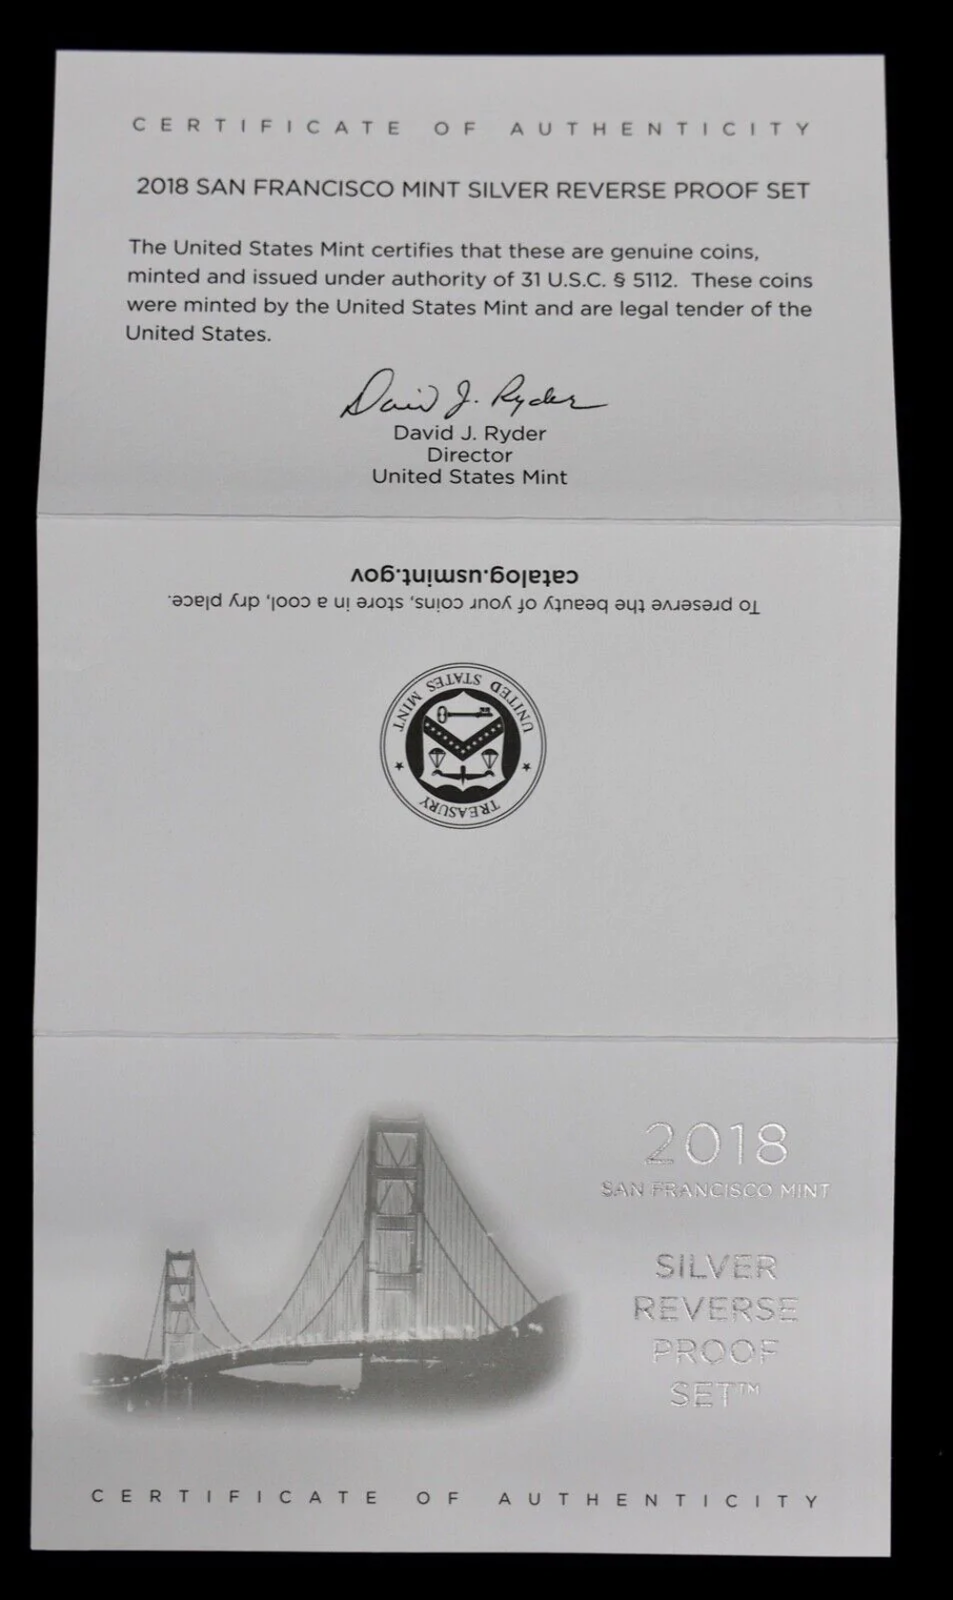 CERTIFICATE OF AUTHENTICITY
2018 SAN FRANCISCO MINT SILVER REVERSE PROOF SET
The United States Mint certifies that these are genuine coins,
minted and issued under authority of 31 U.S.C. § 5112. These coins
were minted by the United States Mint and are legal tender of the
United States.
David J. Ryder
David J. Ryder
Director
United States Mint
To preserve the beauty of your coins, store in a cool, dry place.
catalog.usmint.gov
TREASURY
UNITED STATES MINT
2018
SAN FRANCISCO MINT
SILVER
REVERSE
PROOF
SET™
CERTIFICATE OF AUTHENTICITY